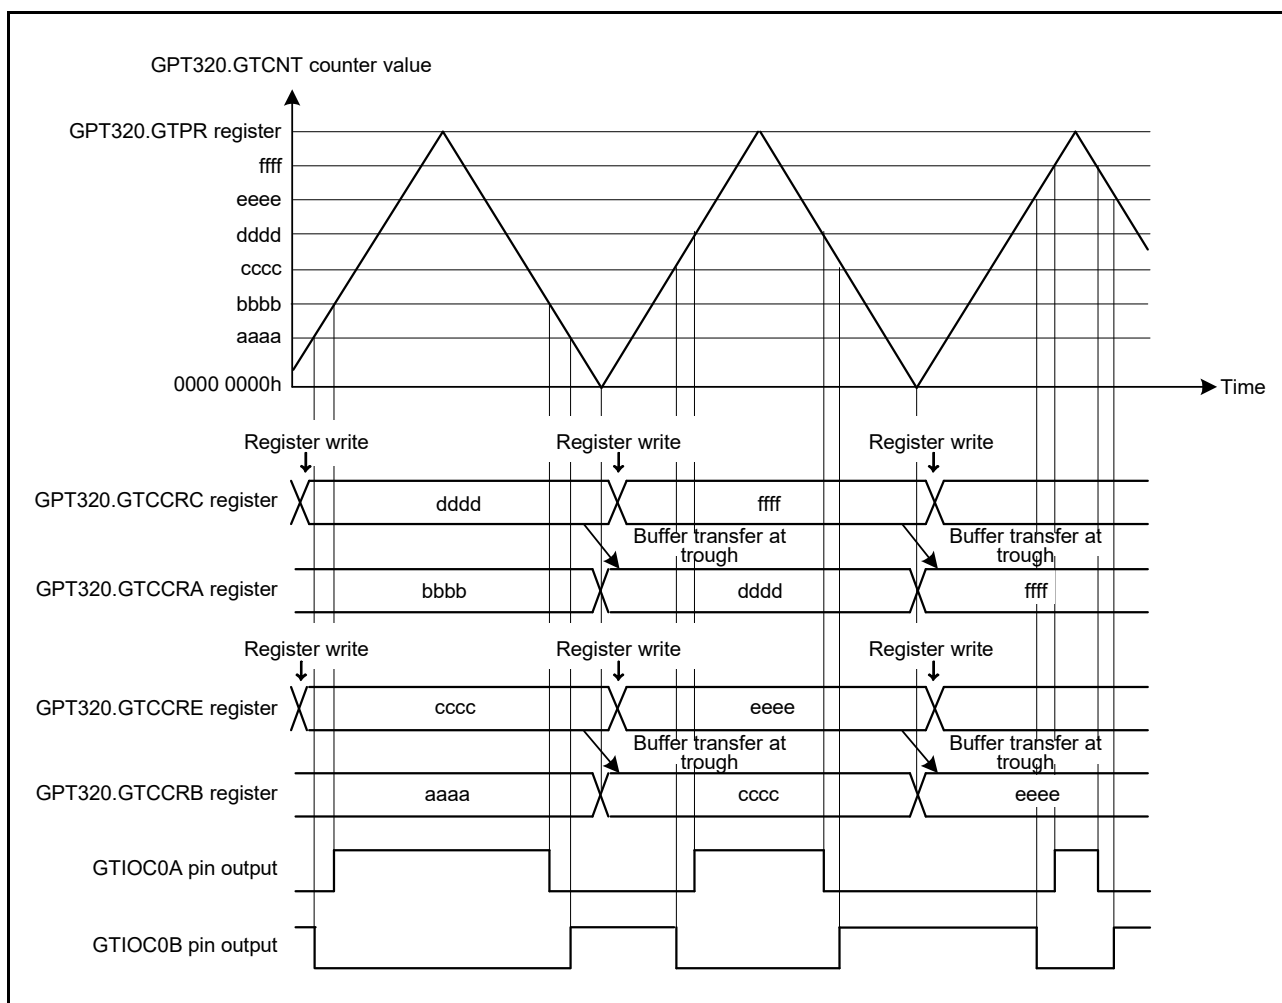 GPT320.GTCNT counter value
GPT320.GTPR register
ffff
eeee
dddd
cccc
bbbb
aaaa
0000 0000h
Time
Register write Register write Register write
GPT320.GTCCRC register dddd ffff
Buffer transfer at Buffer transfer at
trough trough
GPT320.GTCCRA register bbbb dddd ffff
Register write Register write Register write
GPT320.GTCCRE register cccc eeee
Buffer transfer at Buffer transfer at
trough trough
GPT320.GTCCRB register aaaa cccc eeee
GTIOC0A pin output
GTIOC0B pin output